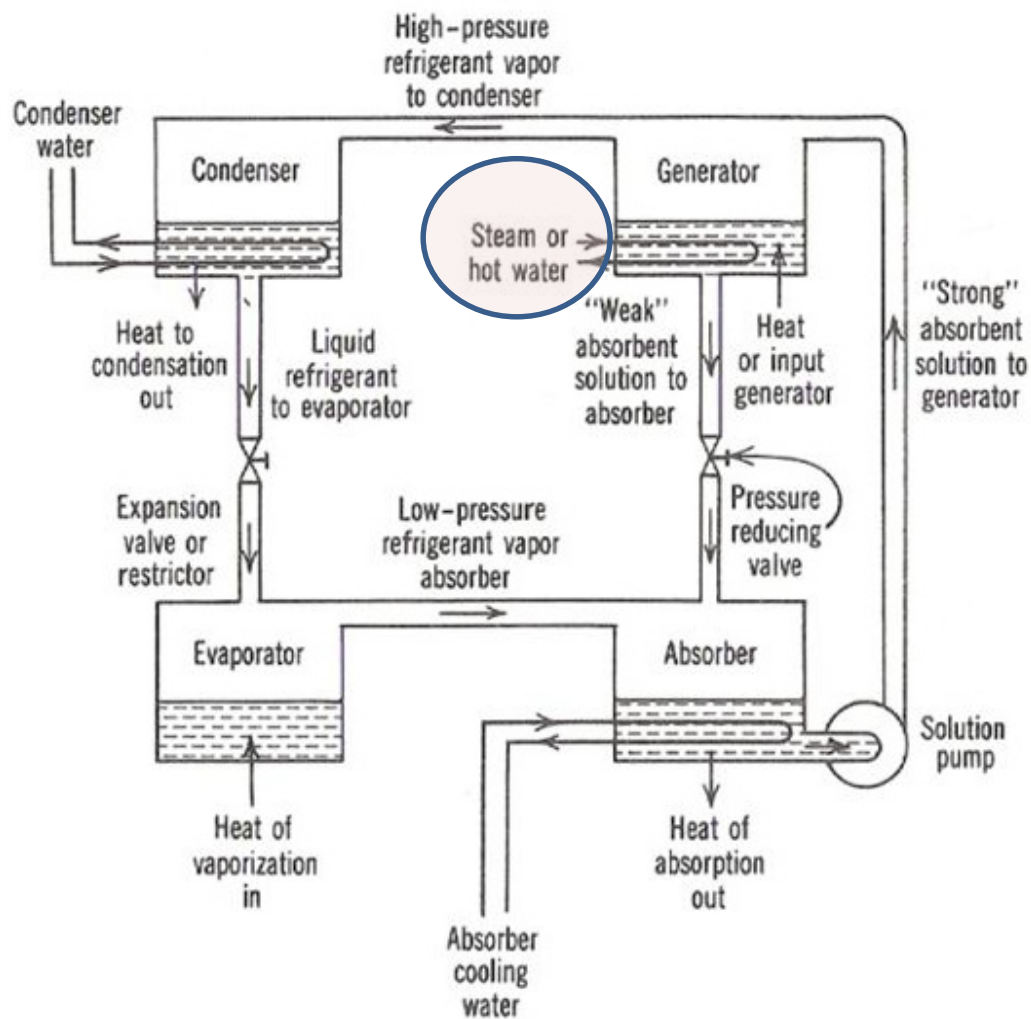 High-pressure
refrigerant vapor
to condenser
Condenser
water
Condenser
Generator
Steam or
hot water
Heat to
condensation
out
Liquid
refrigerant
to evaporator
"Weak"
absorbent
solution to
absorber
Heat
or input
generator
"Strong"
absorbent
solution to
generator
Expansion
valve or
restrictor
Low-pressure
refrigerant vapor
absorber
Pressure
reducing
valve
Evaporator
Absorber
Solution
pump
Heat of
vaporization
in
Heat of
absorption
out
Absorber
cooling
water